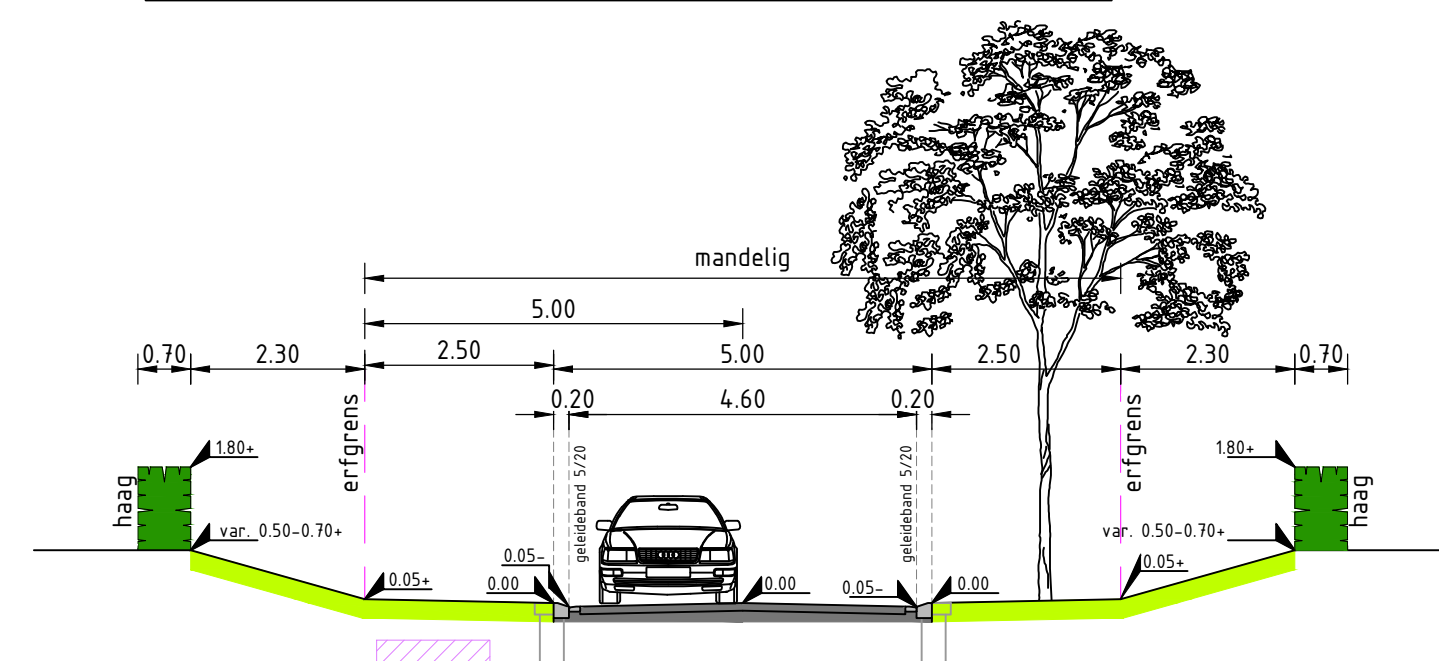 mandelig
5.00
0.70 2.30 2.50 5.00 2.50 2.30 0.70
0.20 4.60 0.20
erfgrens
erfgrens
geleideband 5/20
geleideband 5/20
haag
haag
1.80+
1.80+
var. 0.50-0.70+
var. 0.50-0.70+
0.05- 0.05+
0.05+ 0.00 0.00 0.05- 0.00